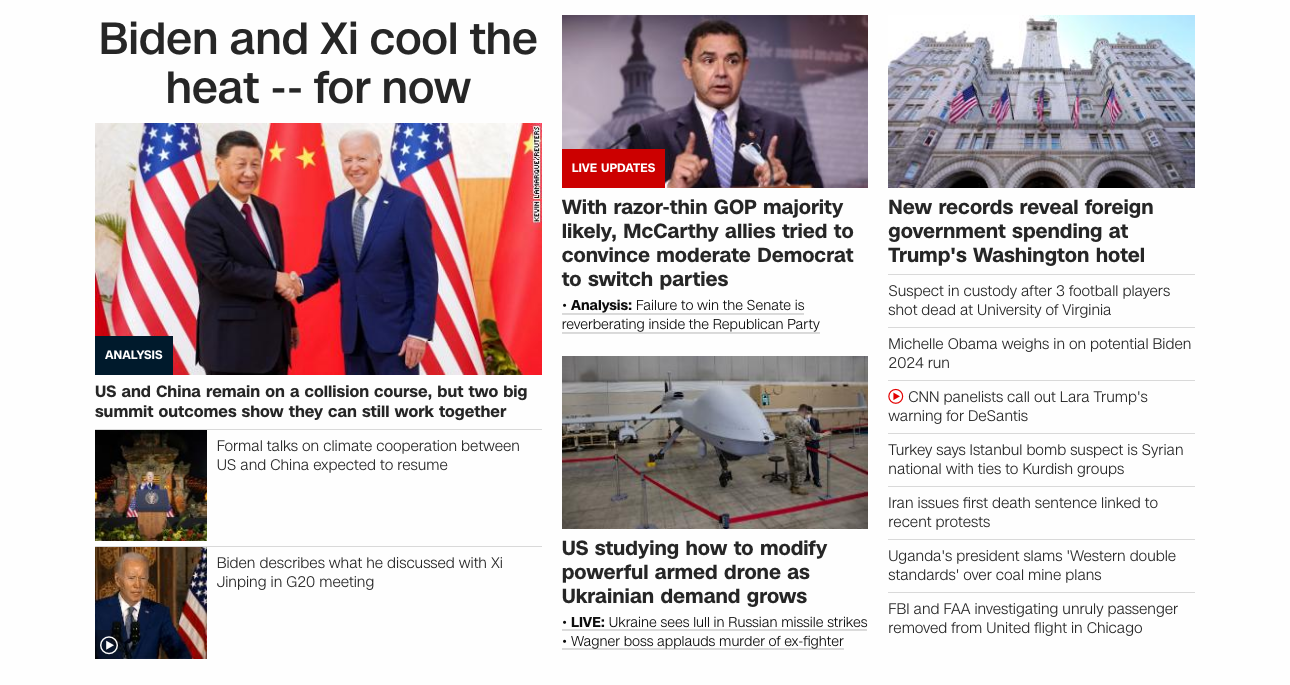 Biden and Xi cool the
heat -- for now
KEVIN LAMARQUE/REUTERS
ANALYSIS
US and China remain on a collision course, but two big
summit outcomes show they can still work together
Formal talks on climate cooperation between
US and China expected to resume
Biden describes what he discussed with Xi
Jinping in G20 meeting
LIVE UPDATES
With razor-thin GOP majority
likely, McCarthy allies tried to
convince moderate Democrat
to switch parties
• Analysis: Failure to win the Senate is
reverberating inside the Republican Party
US studying how to modify
powerful armed drone as
Ukrainian demand grows
• LIVE: Ukraine sees lull in Russian missile strikes
• Wagner boss applauds murder of ex-fighter
New records reveal foreign
government spending at
Trump's Washington hotel
Suspect in custody after 3 football players
shot dead at University of Virginia
Michelle Obama weighs in on potential Biden
2024 run
CNN panelists call out Lara Trump's
warning for DeSantis
Turkey says Istanbul bomb suspect is Syrian
national with ties to Kurdish groups
Iran issues first death sentence linked to
recent protests
Uganda's president slams 'Western double
standards' over coal mine plans
FBI and FAA investigating unruly passenger
removed from United flight in Chicago